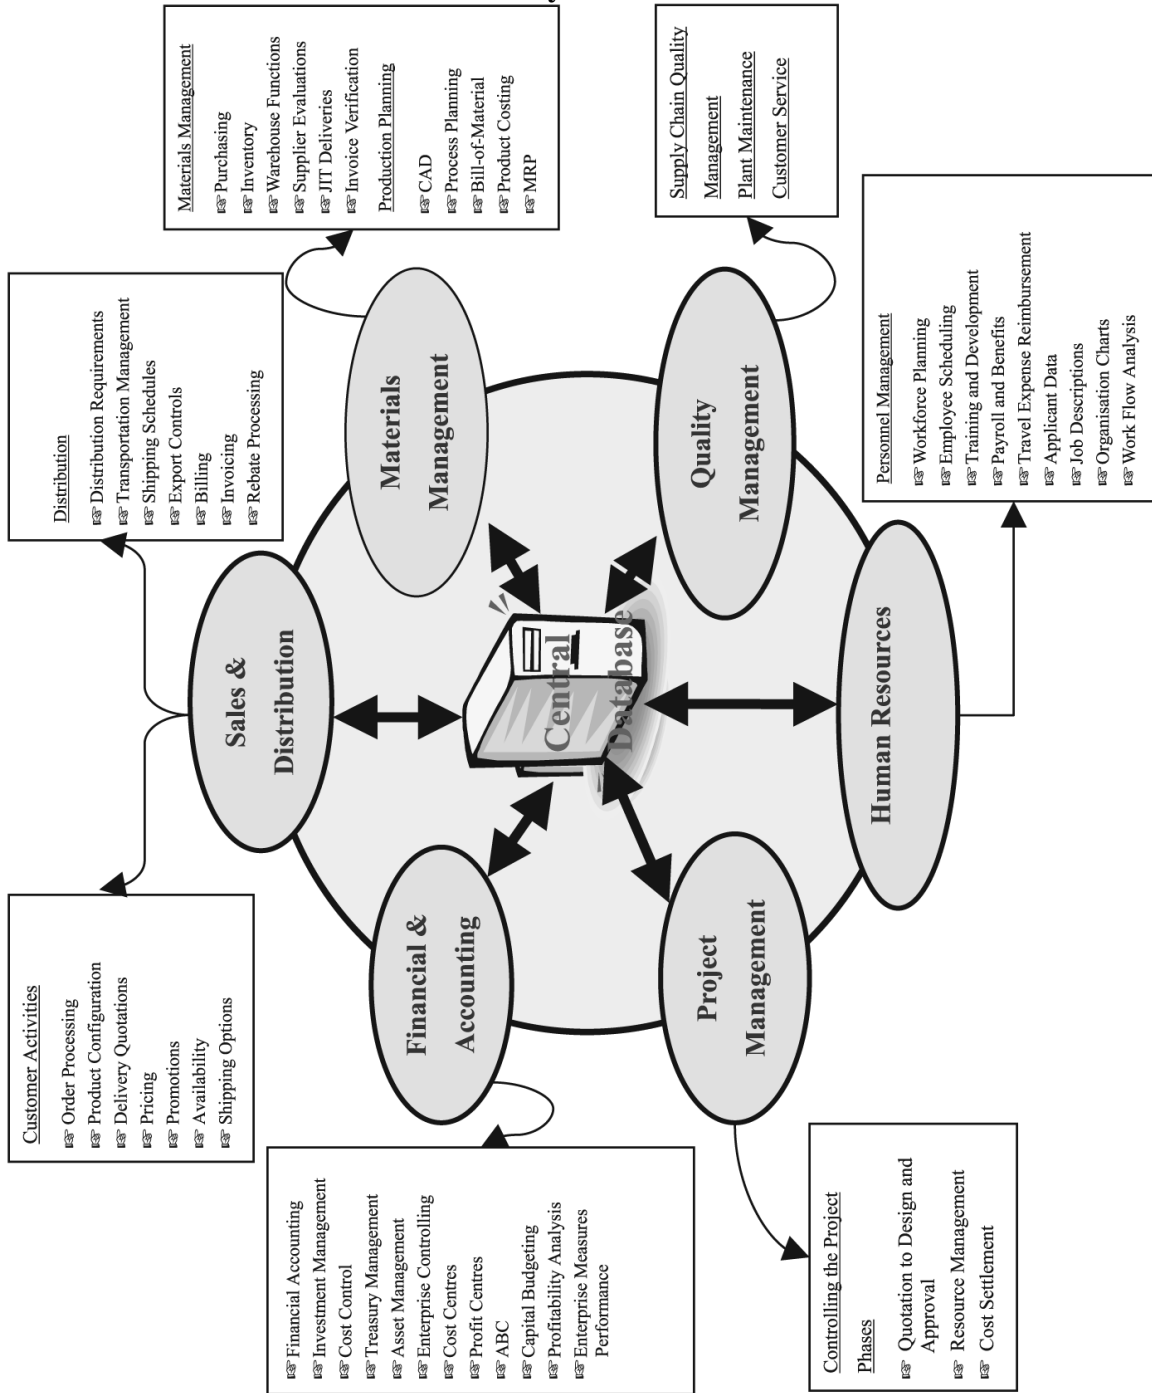 Customer Activities
☞ Order Processing
☞ Product Configuration
☞ Delivery Quotations
☞ Pricing
☞ Promotions
☞ Availability
☞ Shipping Options
Distribution
☞ Distribution Requirements
☞ Transportation Management
☞ Shipping Schedules
☞ Export Controls
☞ Billing
☞ Invoicing
☞ Rebate Processing
Materials Management
☞ Purchasing
☞ Inventory
☞ Warehouse Functions
☞ Supplier Evaluations
☞ JIT Deliveries
☞ Invoice Verification
Production Planning
☞ CAD
☞ Process Planning
☞ Bill-of-Material
☞ Product Costing
☞ MRP
Sales &
Distribution
Financial &
Accounting
Materials
Management
Central
Database
Project
Management
Quality
Management
Human Resources
☞ Financial Accounting
☞ Investment Management
☞ Cost Control
☞ Treasury Management
☞ Asset Management
☞ Enterprise Controlling
☞ Cost Centres
☞ Profit Centres
☞ ABC
☞ Capital Budgeting
☞ Profitability Analysis
☞ Enterprise Measures
Performance
Supply Chain Quality
Management
Plant Maintenance
Customer Service
Controlling the Project
Phases
☞ Quotation to Design and
Approval
☞ Resource Management
☞ Cost Settlement
Personnel Management
☞ Workforce Planning
☞ Employee Scheduling
☞ Training and Development
☞ Payroll and Benefits
☞ Travel Expense Reimbursement
☞ Applicant Data
☞ Job Descriptions
☞ Organisation Charts
☞ Work Flow Analysis